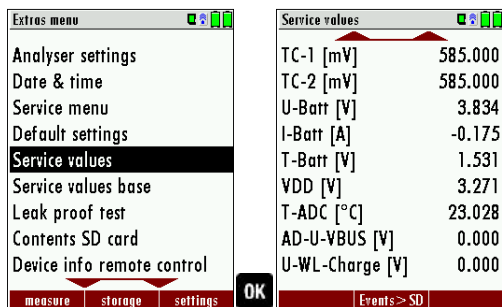 Extras menu
Analyser settings
Date & time
Service menu
Default settings
Service values
Service values base
Leak proof test
Contents SD card
Device info remote control
measure storage settings
OK
Service values
TC-1 [mV] 585.000
TC-2 [mV] 585.000
U-Batt [V] 3.834
I-Batt [A] -0.175
T-Batt [V] 1.531
VDD [V] 3.271
T-ADC [°C] 23.028
AD-U-VBUS [V] 0.000
U-WL-Charge [V] 0.000
Events > SD